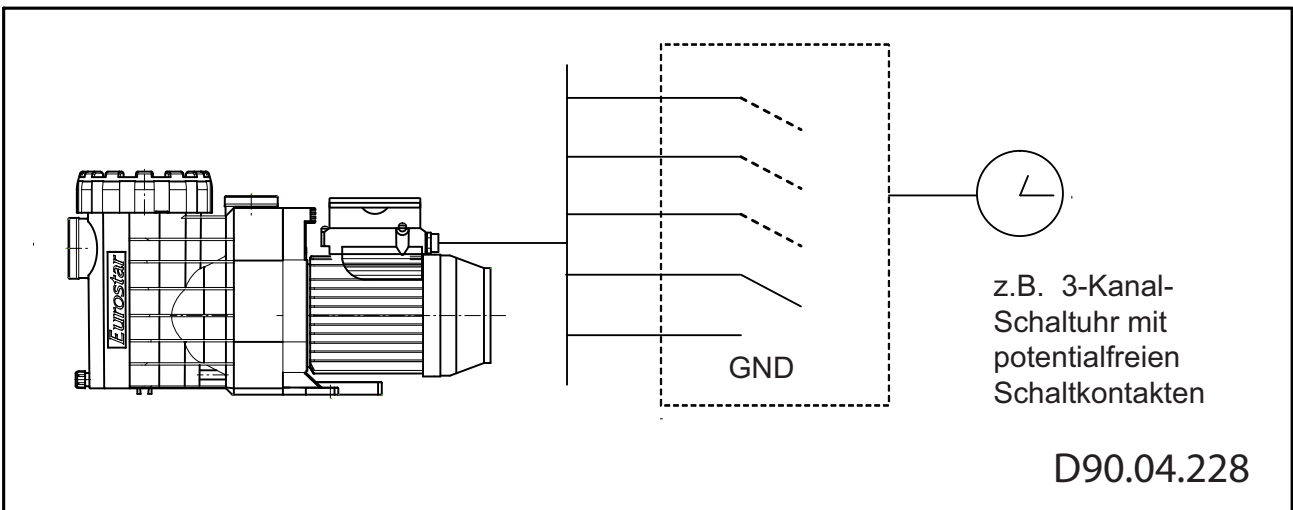 Eurostar
GND
z.B. 3-Kanal-
Schaltuhr mit
potentialfreien
Schaltkontakten
D90.04.228